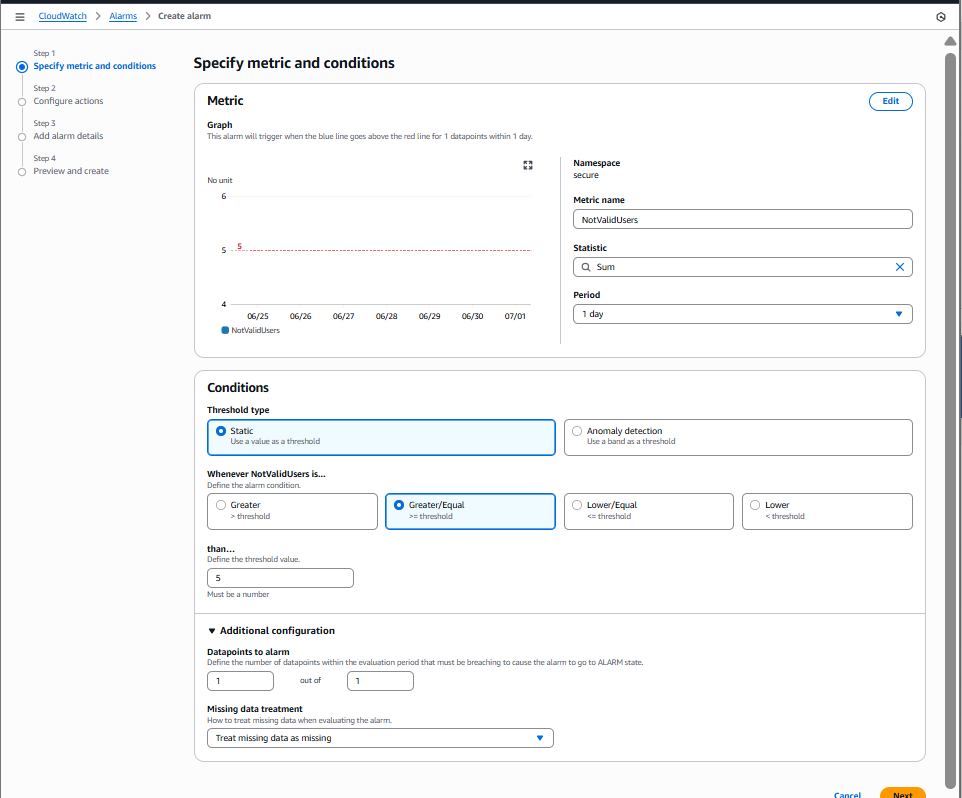 CloudWatch > Alarms > Create alarm
Step 1
Specify metric and conditions
Step 2
Configure actions
Step 3
Add alarm details
Step 4
Preview and create
Specify metric and conditions
Metric
Edit
Graph
This alarm will trigger when the blue line goes above the red line for 1 datapoints within 1 day.
No unit
6
5
5
4
06/25 06/26 06/27 06/28 06/29 06/30 07/01
NotValidUsers
Namespace
secure
Metric name
NotValidUsers
Statistic
Sum
Period
1 day
Conditions
Threshold type
Static
Use a value as a threshold
Anomaly detection
Use a band as a threshold
Whenever NotValidUsers is...
Define the alarm condition.
Greater
> threshold
Greater/Equal
>= threshold
Lower/Equal
<= threshold
Lower
< threshold
than...
Define the threshold value.
5
Must be a number
Additional configuration
Datapoints to alarm
Define the number of datapoints within the evaluation period that must be breaching to cause the alarm to go to ALARM state.
1 out of 1
Missing data treatment
How to treat missing data when evaluating the alarm.
Treat missing data as missing
Cancel Next